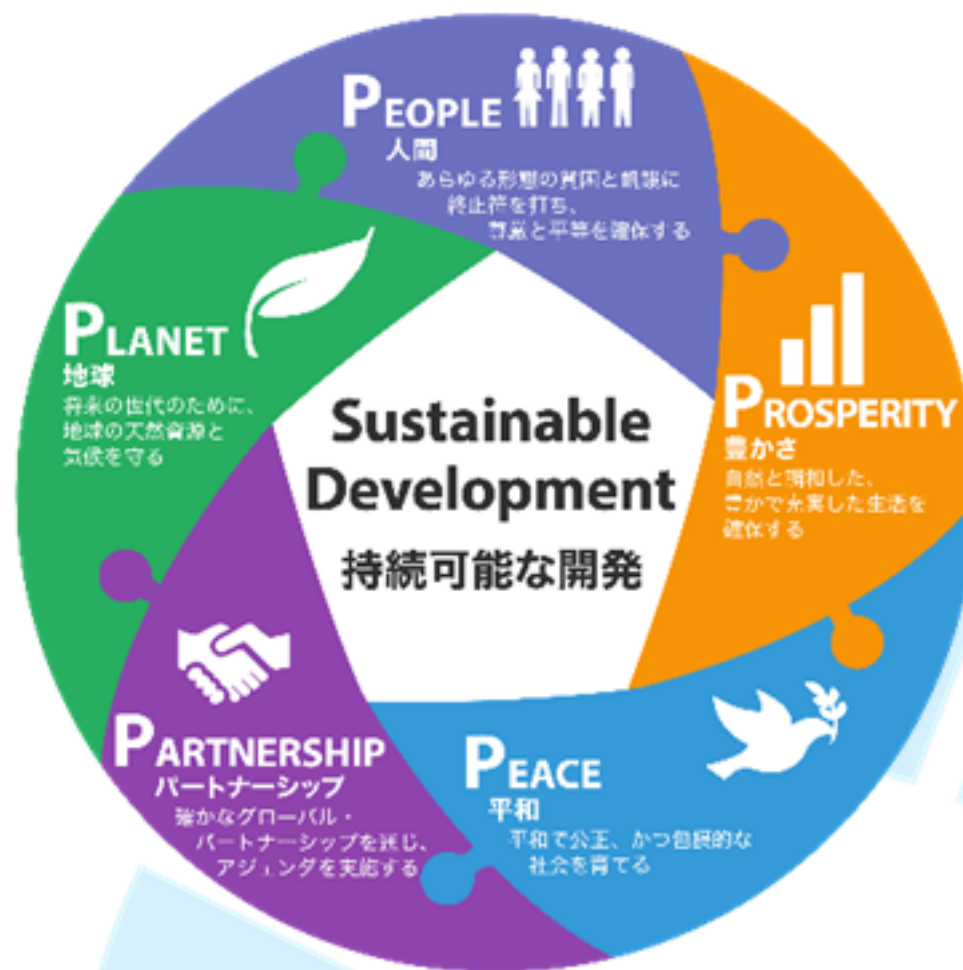 PEOPLE
人間
あらゆる形態の貧困と飢餓に
終止符を打ち、
尊厳と平等を確保する
PROSPERITY
豊かさ
自然と調和した、
豊かで充実した生活を
確保する
PEACE
平和
平和で公正、かつ包摂的な
社会を育てる
PARTNERSHIP
パートナーシップ
確かなグローバル・
パートナーシップを通じ、
アジェンダを実施する
PLANET
地球
将来の世代のために、
地球の天然資源と
気候を守る
Sustainable
Development
持続可能な開発